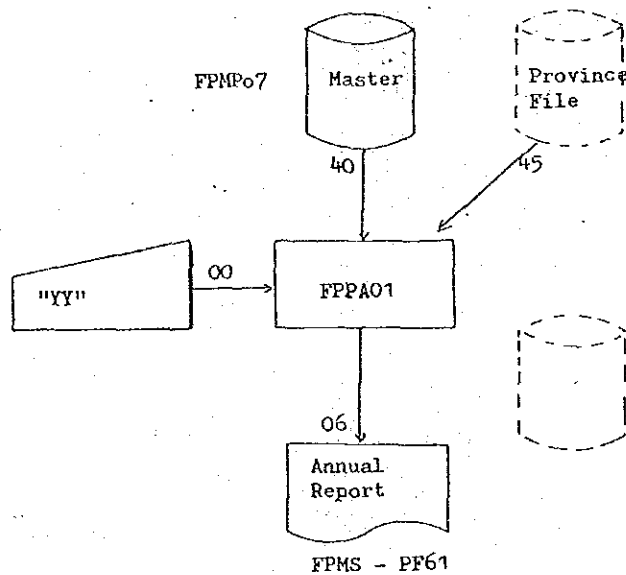 FPMPo7
Master
Province
File
40
45
"YY"
00
FPPA01
06
Annual
Report
FPMS - PF61